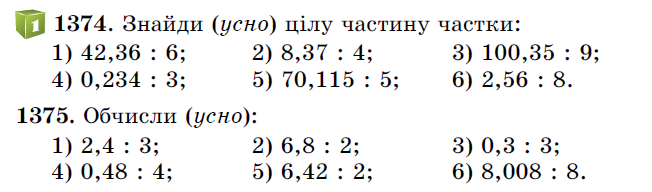 1 1374. Знайди (усно) цілу частину частки:
1) 42,36 : 6; 2) 8,37 : 4; 3) 100,35 : 9;
4) 0,234 : 3; 5) 70,115 : 5; 6) 2,56 : 8.
1375. Обчисли (усно):
1) 2,4 : 3; 2) 6,8 : 2; 3) 0,3 : 3;
4) 0,48 : 4; 5) 6,42 : 2; 6) 8,008 : 8.